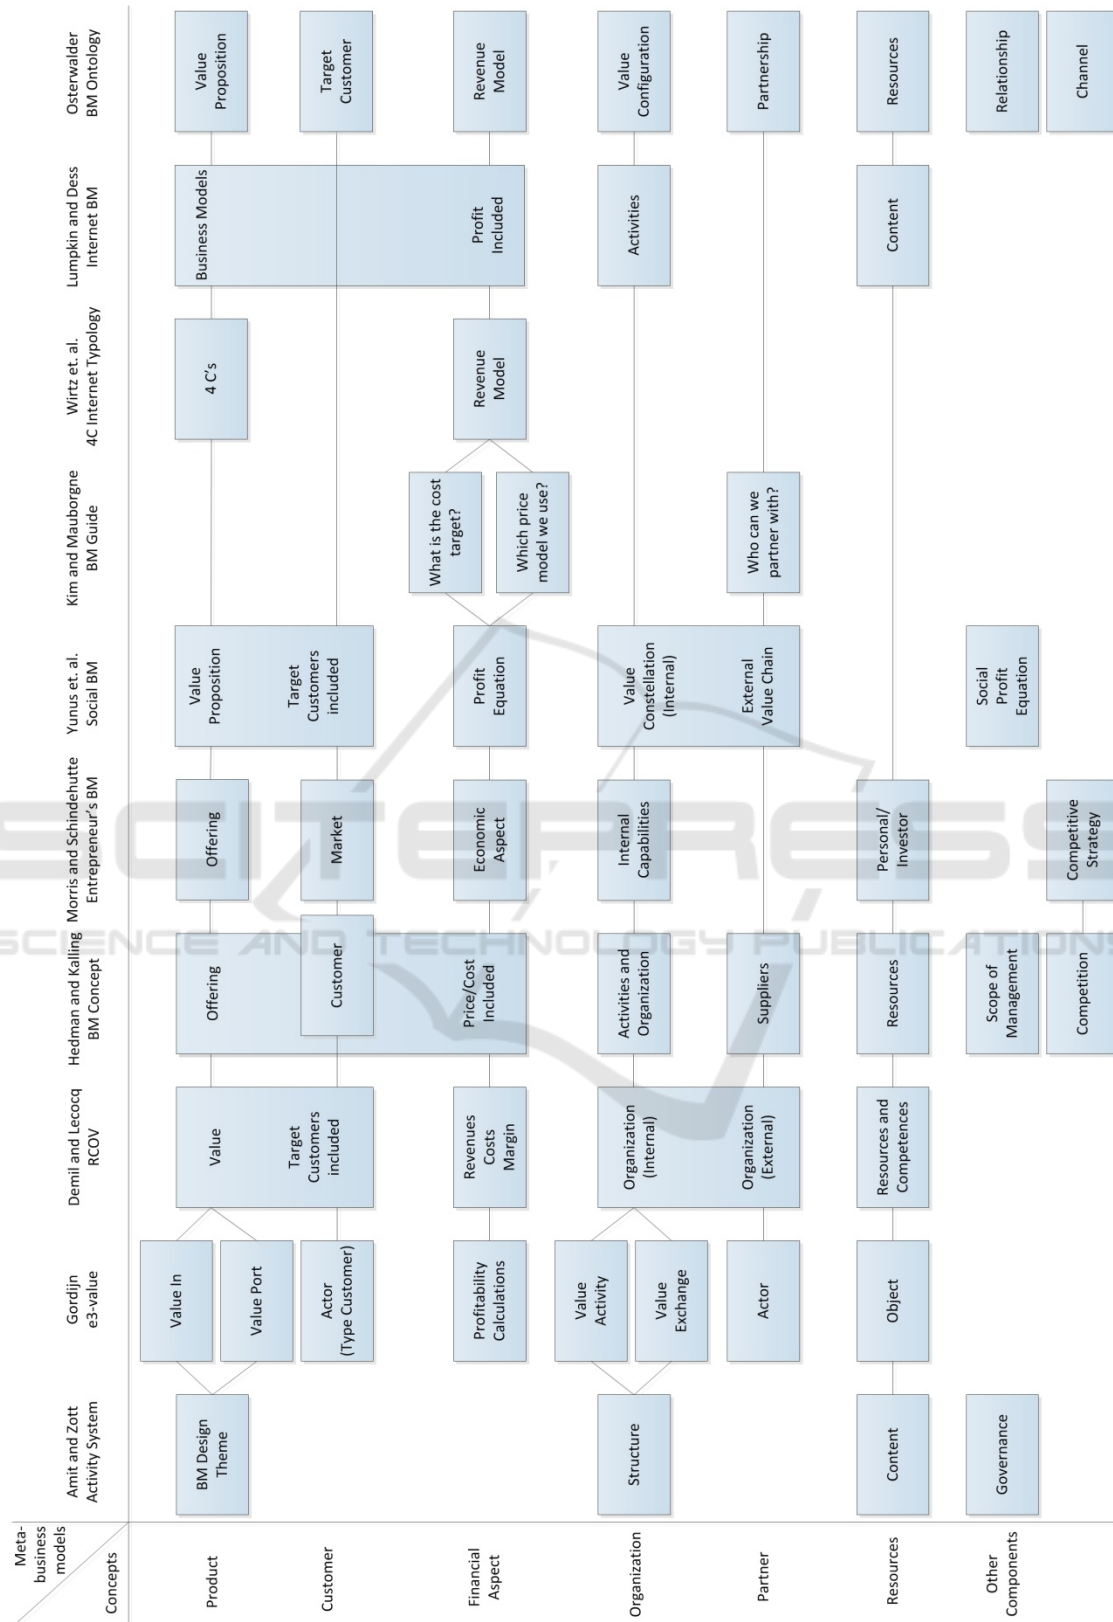 Meta-
business
models
Concepts
Amit and Zott
Activity System
Gordijn
e3-value
Demil and Lecocq
RCOV
Hedman and Kalling
BM Concept
Morris and Schindehutte
Entrepreneur's BM
Yunus et. al.
Social BM
Kim and Mauborgne
BM Guide
Wirtz et. al.
4C Internet Typology
Lumpkin and Dess
Internet BM
Osterwalder
BM Ontology
Product
BM Design
Theme
Value In
Value Port
Value
Offering
Offering
Value
Proposition
4 C's
Business Models
Value
Proposition
Customer
Actor
(Type Customer)
Target
Customers
included
Customer
Market
Target
Customers
included
Target
Customer
Financial
Aspect
Profitability
Calculations
Revenues
Costs
Margin
Price/Cost
Included
Economic
Aspect
Profit
Equation
What is the cost
target?
Which price
model we use?
Revenue
Model
Profit
Included
Revenue
Model
Organization
Structure
Value
Activity
Value
Exchange
Organization
(Internal)
Activities and
Organization
Internal
Capabilities
Value
Constellation
(Internal)
Activities
Value
Configuration
Partner
Actor
Organization
(External)
Suppliers
External
Value Chain
Who can we
partner with?
Partnership
Resources
Content
Object
Resources and
Competences
Resources
Personal/
Investor
Content
Resources
Other
Components
Governance
Scope of
Management
Social
Profit
Equation
Relationship
Competition
Competitive
Strategy
Channel
SCITEPRESS
SCIENCE AND TECHNOLOGY PUBLICATIONS